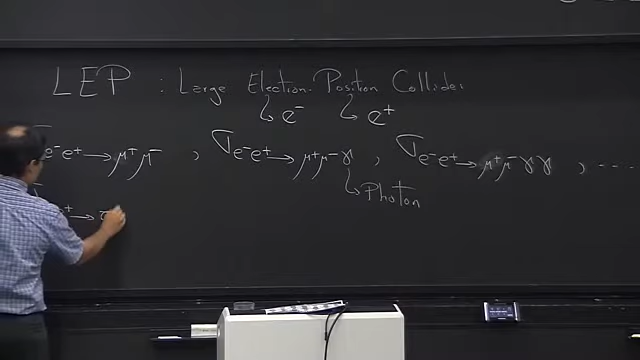 LEP : Large Electron-Positron Collider
e⁻ e⁺
e⁻e⁺→μ⁺μ⁻ , σ e⁻e⁺→μ⁺μ⁻γ , σ e⁻e⁺→μ⁺μ⁻γγ , ...
Photon
⁺→